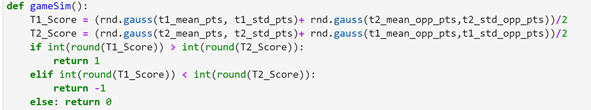 def gameSim():
    T1_Score = (rnd.gauss(t1_mean_pts, t1_std_pts)+ rnd.gauss(t2_mean_opp_pts,t2_std_opp_pts))/2
    T2_Score = (rnd.gauss(t2_mean_pts, t2_std_pts)+ rnd.gauss(t1_mean_opp_pts,t1_std_opp_pts))/2
    if int(round(T1_Score)) > int(round(T2_Score)):
        return 1
    elif int(round(T1_Score)) < int(round(T2_Score)):
        return -1
    else: return 0